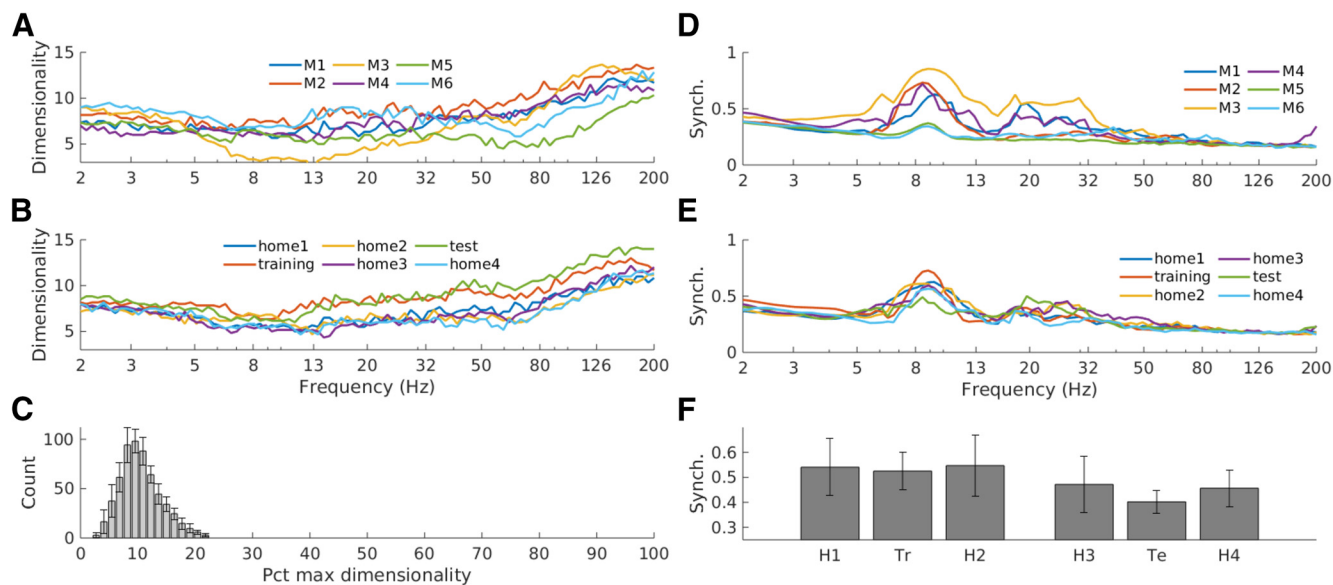 A
Dimensionality
15
10
5
M1 M3 M5
M2 M4 M6
2 3 5 8 13 20 32 50 80 126 200
B
Dimensionality
15
10
5
home1 home2 test
training home3 home4
2 3 5 8 13 20 32 50 80 126 200
Frequency (Hz)
C
Count
100
50
0
0 10 20 30 40 50 60 70 80 90 100
Pct max dimensionality
D
Synch.
1
0.5
0
M1 M4
M2 M5
M3 M6
2 3 5 8 13 20 32 50 80 126 200
E
Synch.
1
0.5
0
home1 home3
training test
home2 home4
2 3 5 8 13 20 32 50 80 126 200
Frequency (Hz)
F
Synch.
0.6
0.5
0.4
0.3
H1 Tr H2 H3 Te H4